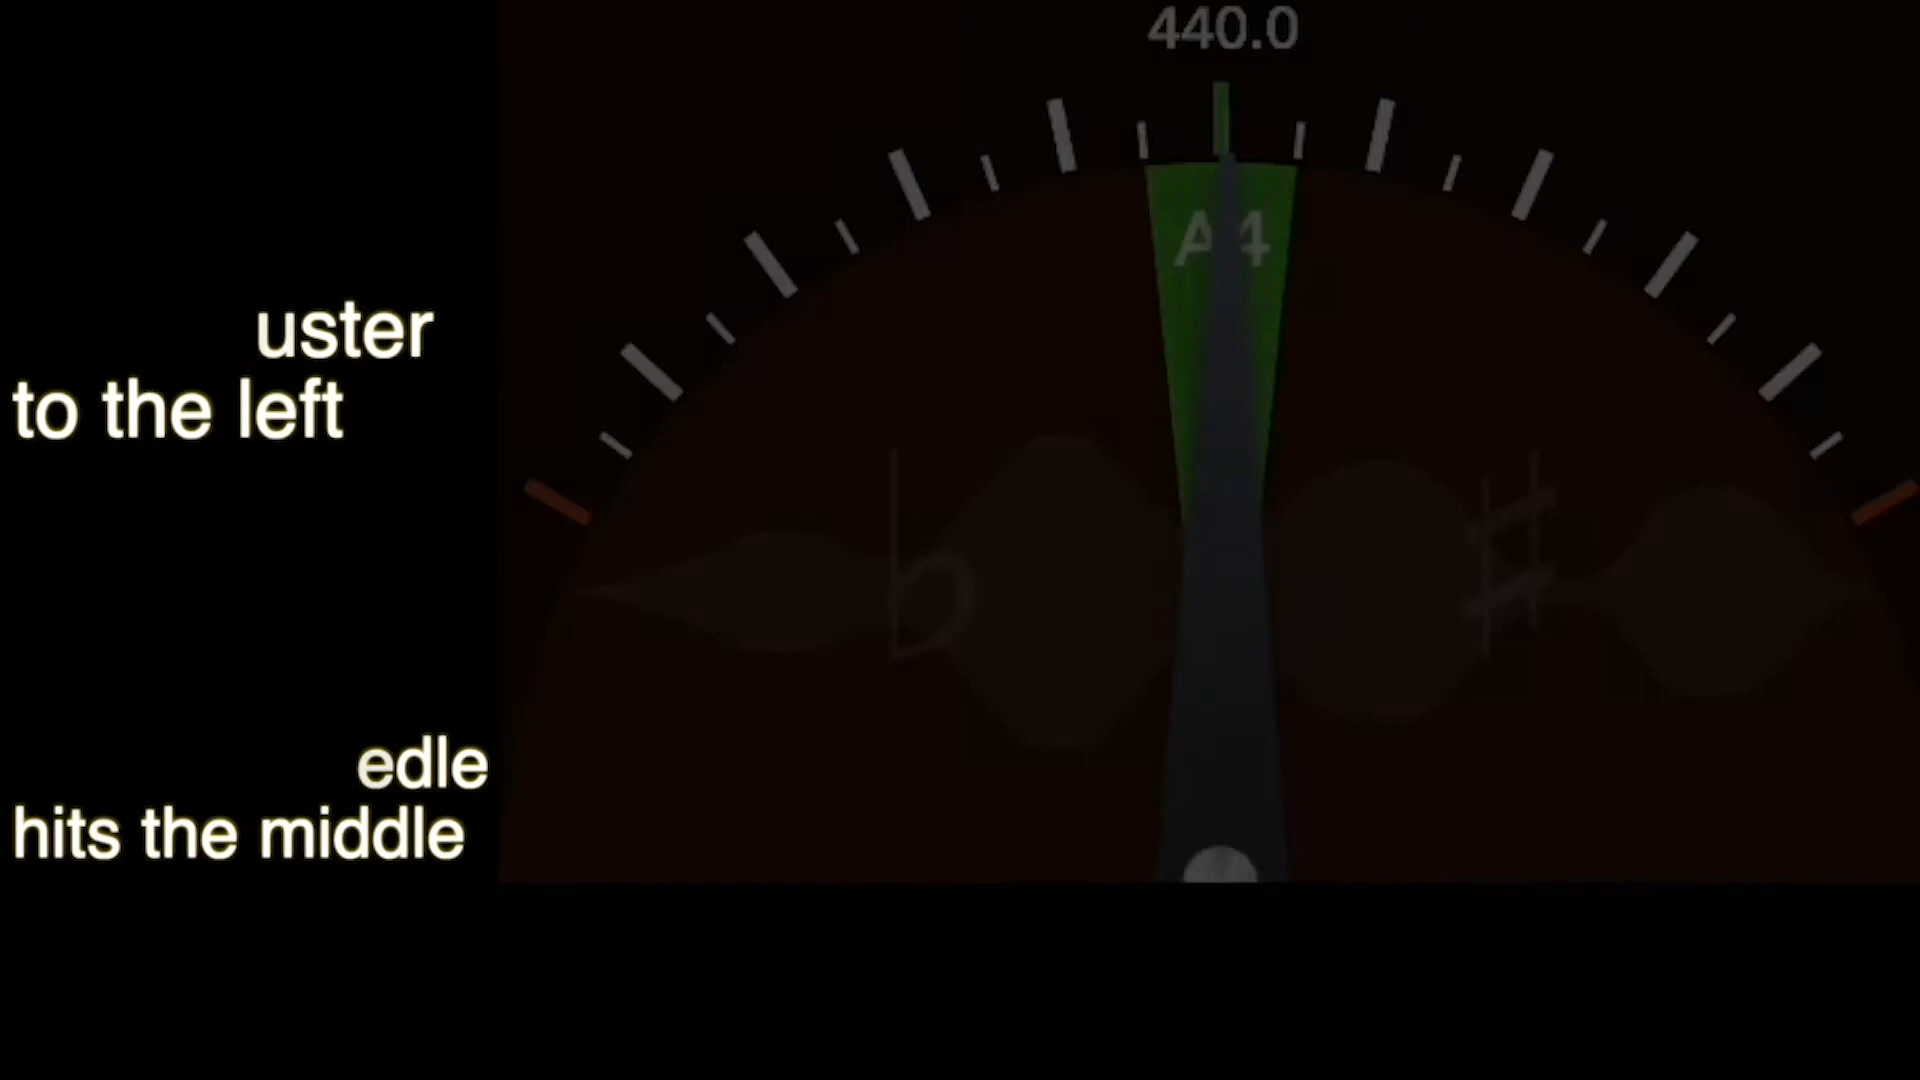 440.0
A4
uster
to the left
♭ ♯
edle
hits the middle